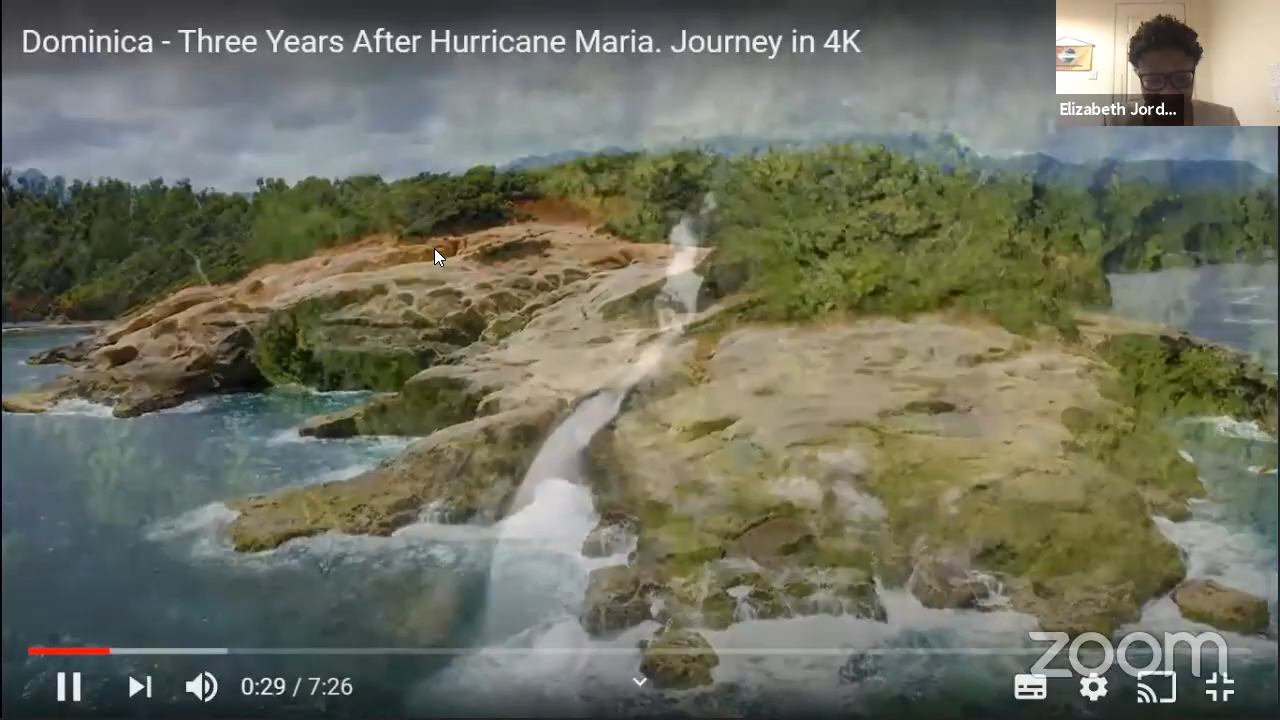 Dominica - Three Years After Hurricane Maria. Journey in 4K
Elizabeth Jord...
0:29 / 7:26
zoom